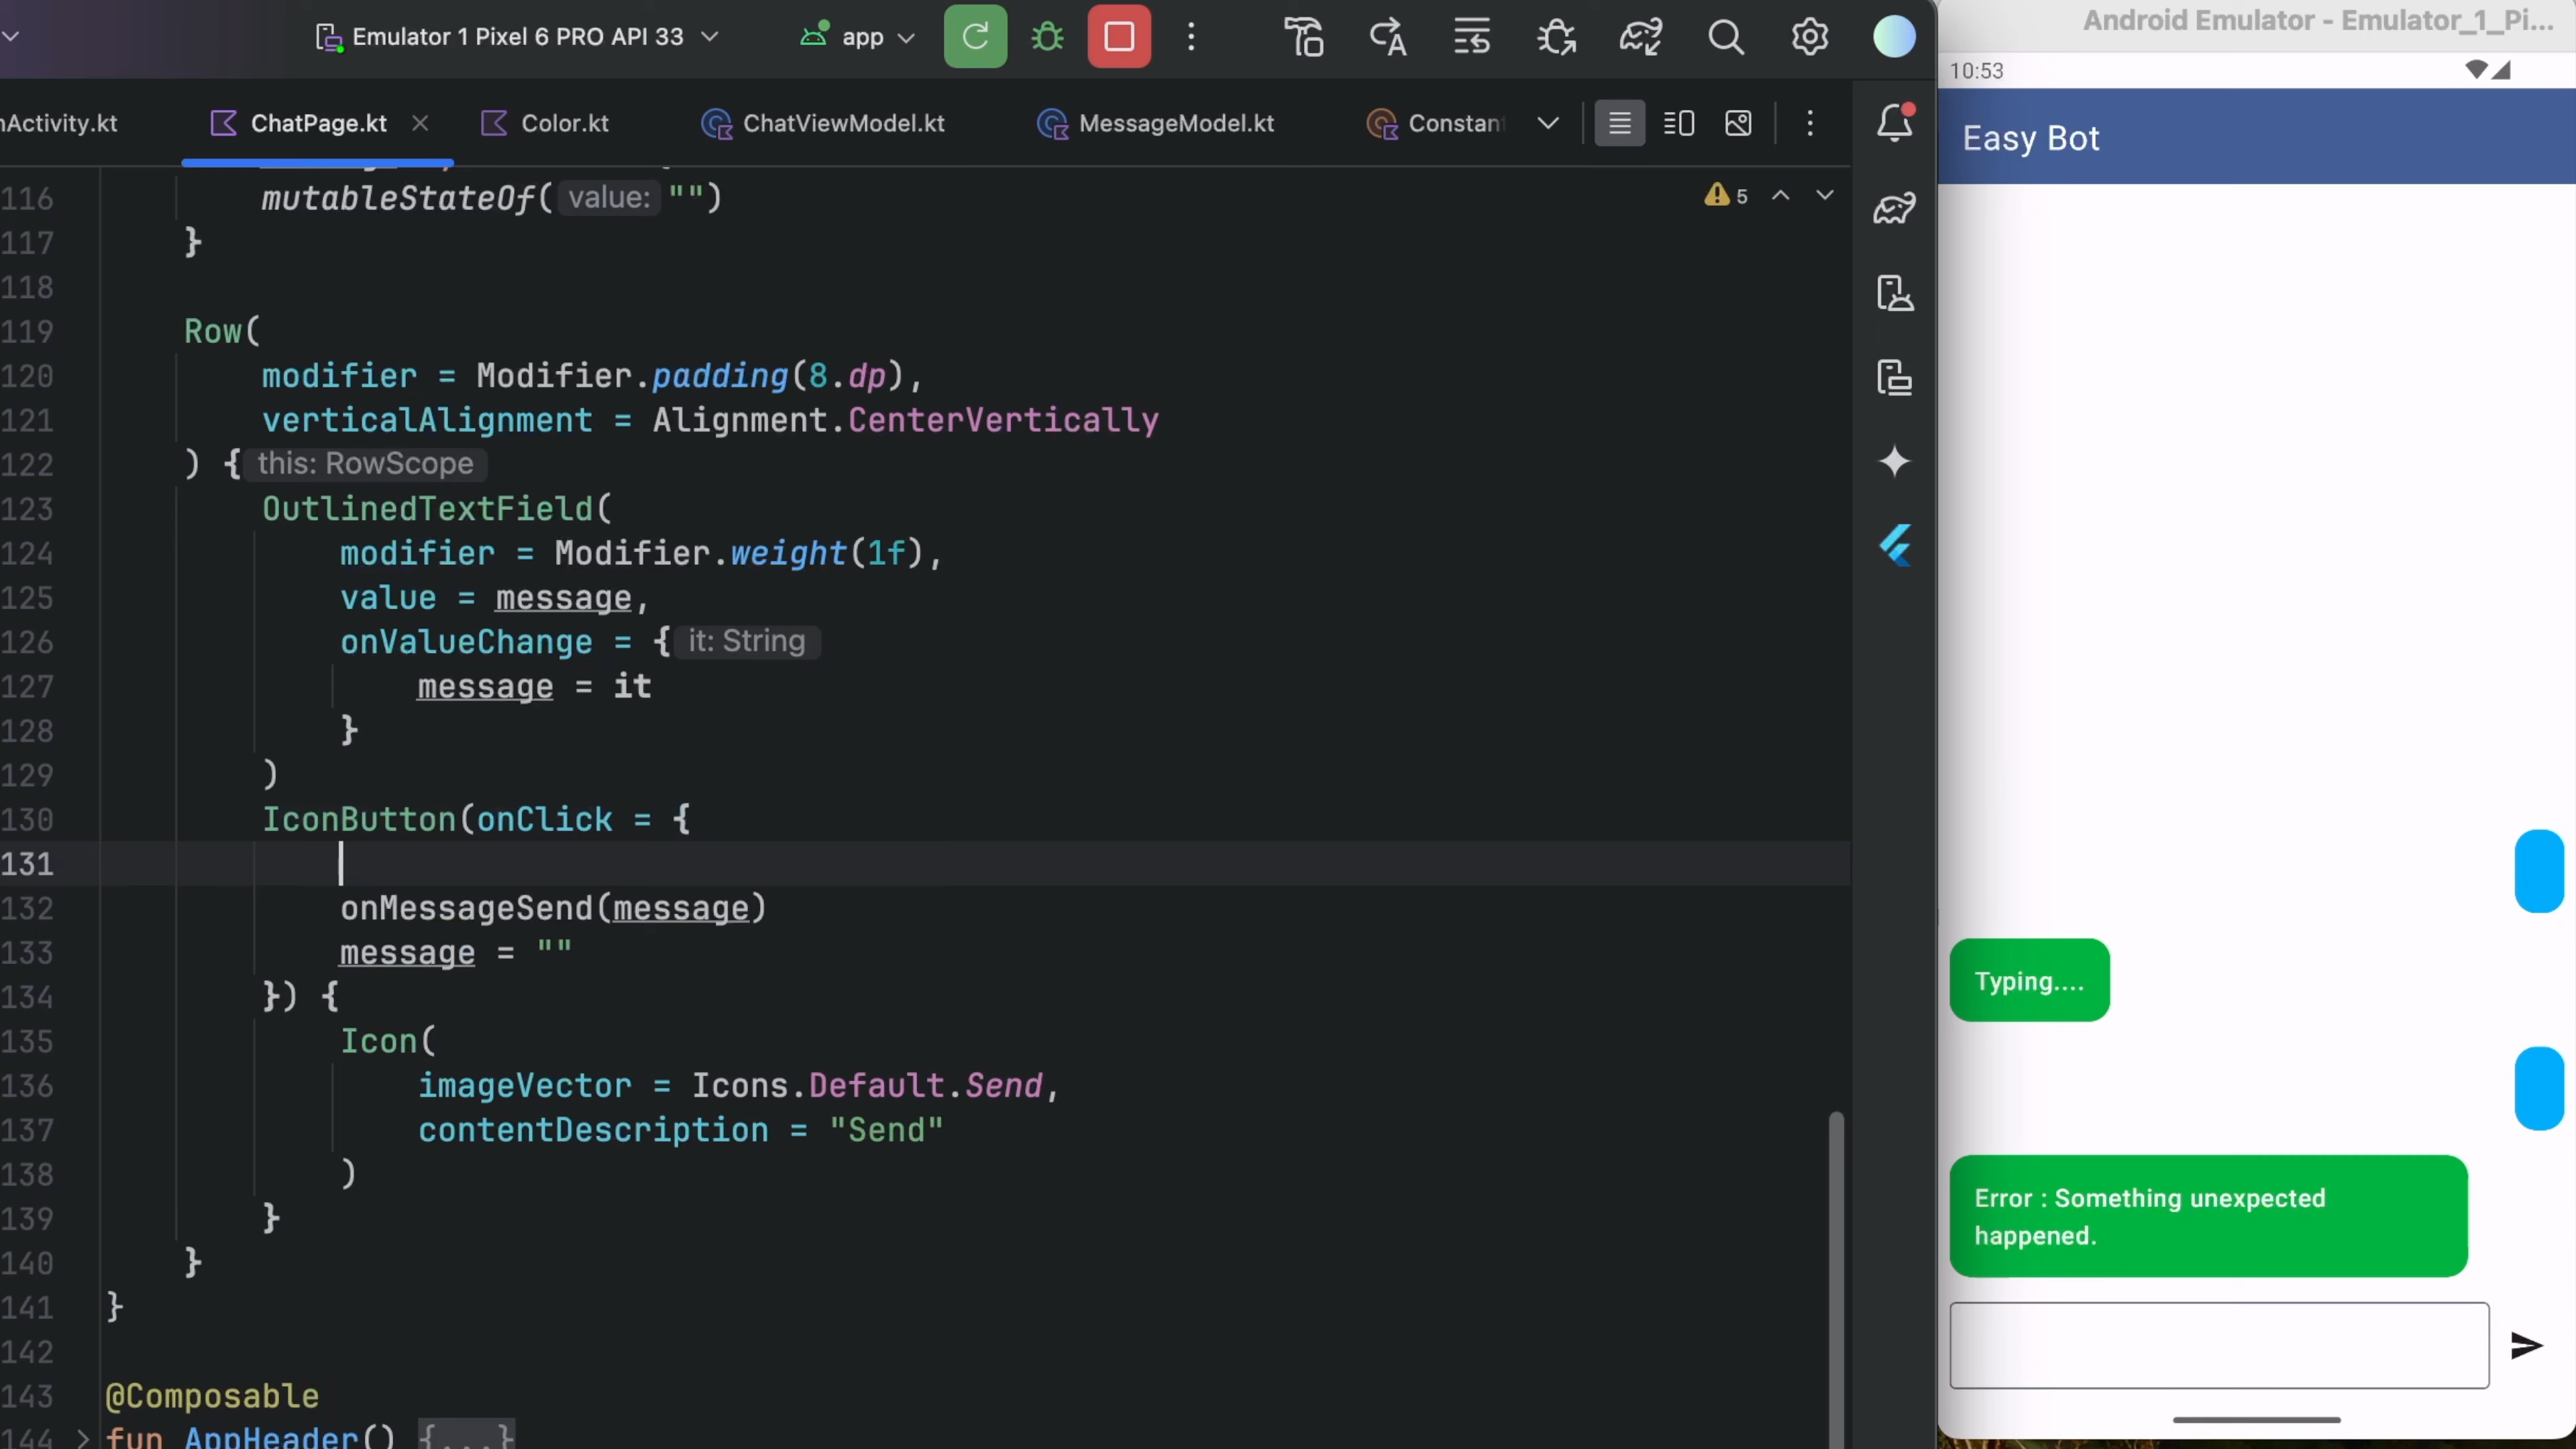 Emulator 1 Pixel 6 PRO API 33
app
Android Emulator - Emulator_1_Pi...
nActivity.kt
ChatPage.kt
Color.kt
ChatViewModel.kt
MessageModel.kt
Constan
5
116 mutableStateOf( value: "")
117 }
118
119 Row(
120 modifier = Modifier.padding(8.dp),
121 verticalAlignment = Alignment.CenterVertically
122 ) { this: RowScope
123 OutlinedTextField(
124 modifier = Modifier.weight(1f),
125 value = message,
126 onValueChange = { it: String
127 message = it
128 }
129 )
130 IconButton(onClick = {
131
132 onMessageSend(message)
133 message = ""
134 }) {
135 Icon(
136 imageVector = Icons.Default.Send,
137 contentDescription = "Send"
138 )
139 }
140 }
141 }
142
143 @Composable
144 fun AppHeader() {...}
10:53
Easy Bot
Typing....
Error : Something unexpected
happened.